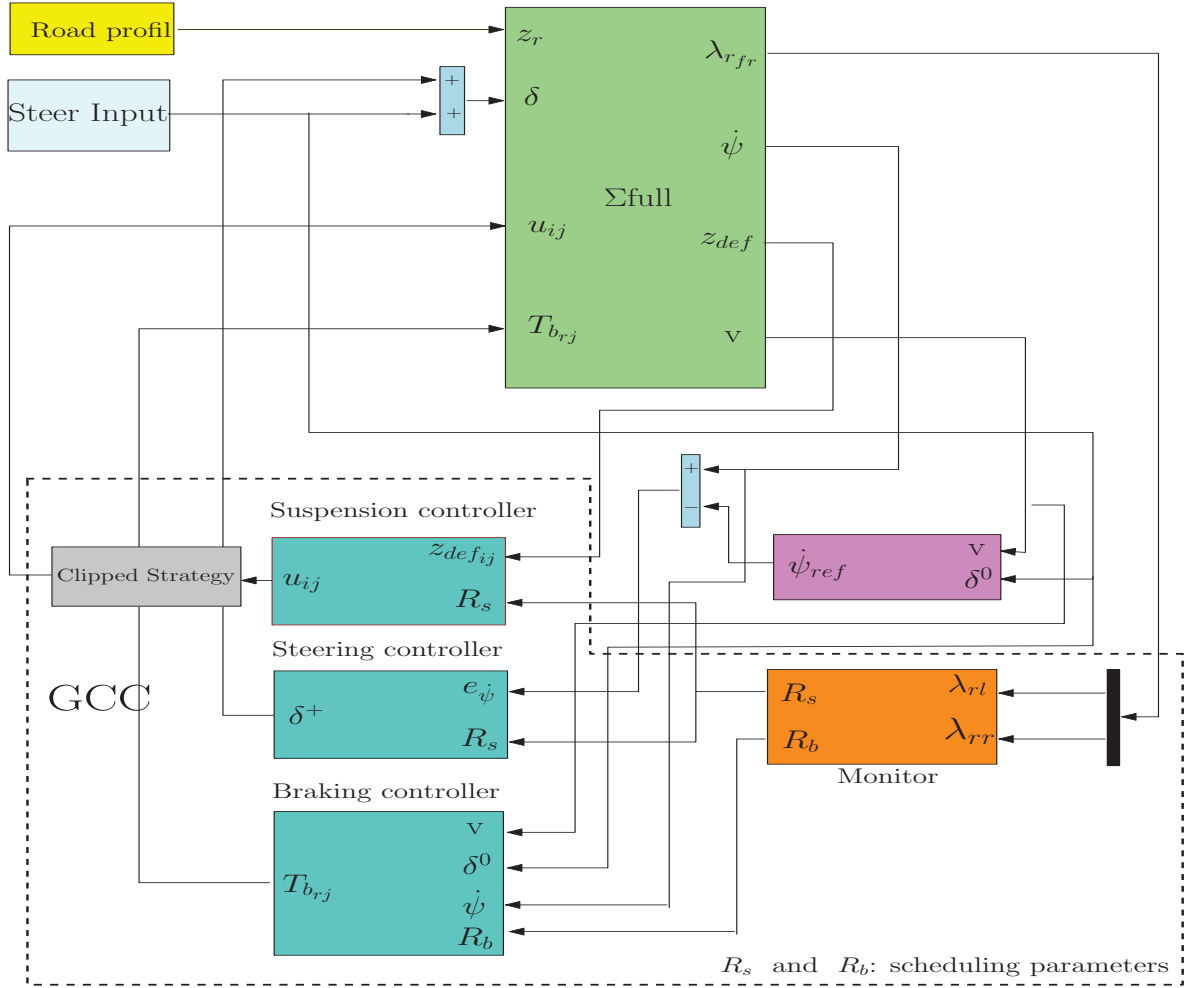 Road profil
Steer Input
+
+
z_r
δ
u_{ij}
T_{b_{rj}}
Σfull
λ_{r_{fr}}
ψ̇
z_{def}
v
+
−
v
δ^0
ψ̇_{ref}
Suspension controller
z_{def_{ij}}
u_{ij}
R_s
Clipped Strategy
Steering controller
e_{ψ̇}
δ^+
R_s
GCC
R_s
λ_{rl}
R_b
λ_{rr}
Monitor
Braking controller
v
δ^0
T_{b_{rj}}
ψ̇
R_b
R_s and R_b: scheduling parameters